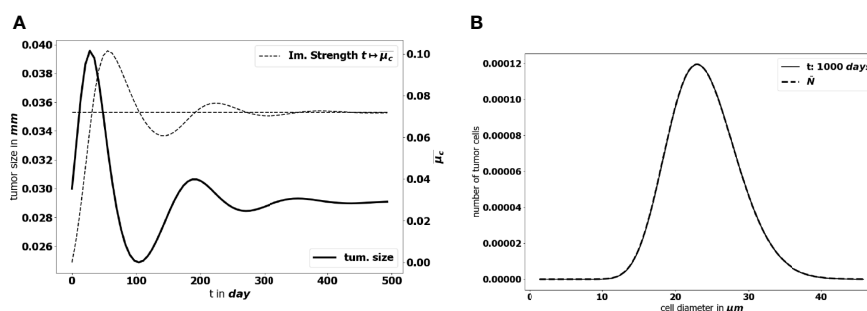 A
B
0.040
0.038
0.036
0.034
0.032
0.030
0.028
0.026
tumor size in mm
0
100
200
300
400
500
t in day
0.10
0.08
0.06
0.04
0.02
0.00
μ̅c̅
Im. Strength t ↦ μ̅c̅
tum. size
0.00012
0.00010
0.00008
0.00006
0.00004
0.00002
0.00000
number of tumor cells
0
10
20
30
40
cell diameter in μm
t: 1000 days
N̄